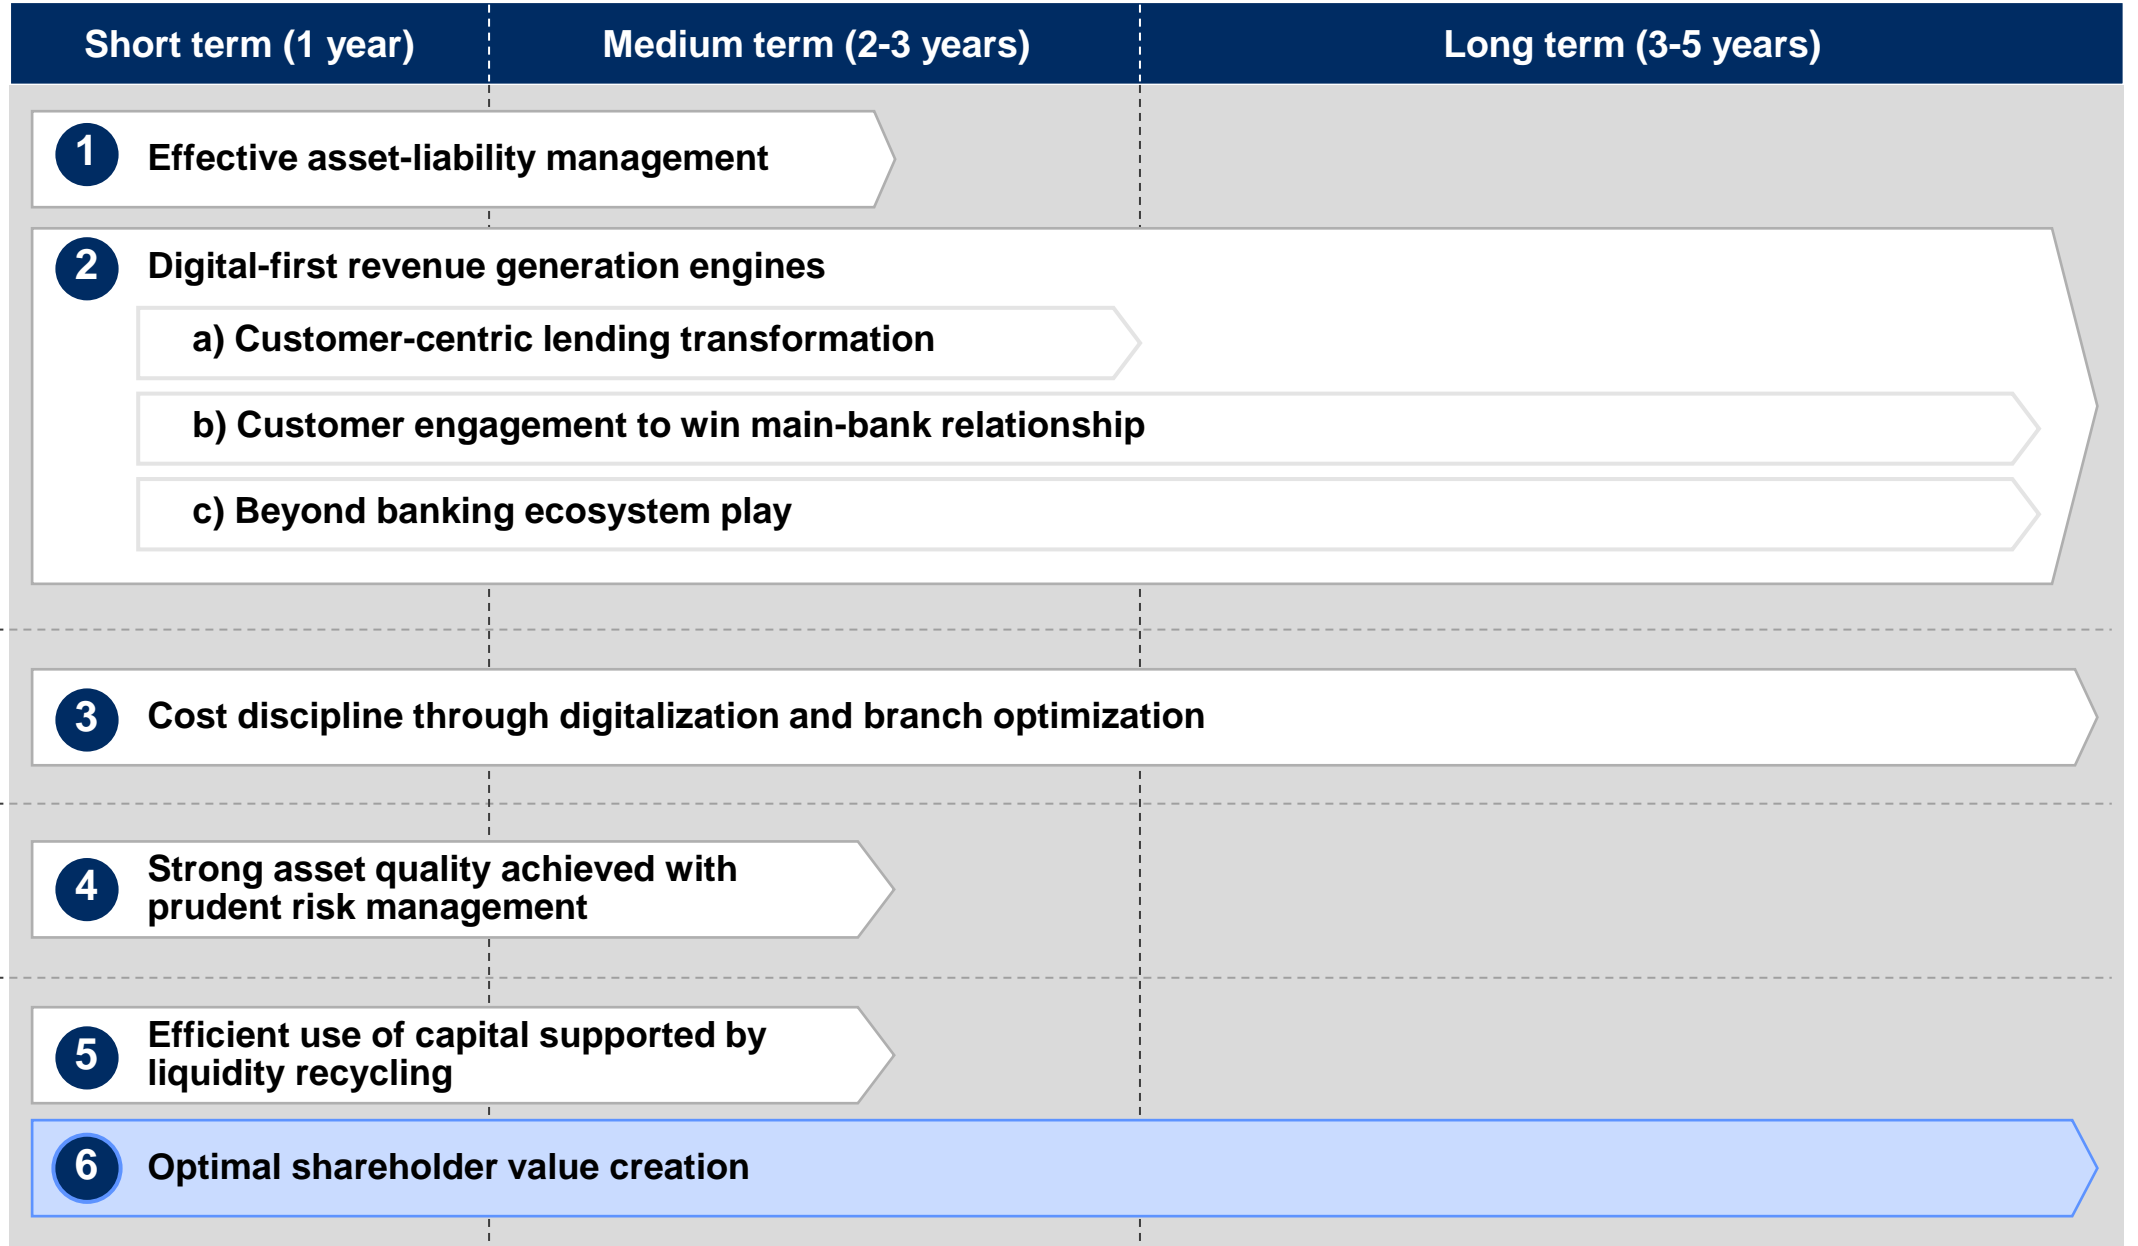 Short term (1 year)
Medium term (2-3 years)
Long term (3-5 years)
1
Effective asset-liability management
2
Digital-first revenue generation engines
a) Customer-centric lending transformation
b) Customer engagement to win main-bank relationship
c) Beyond banking ecosystem play
3
Cost discipline through digitalization and branch optimization
4
Strong asset quality achieved with
prudent risk management
5
Efficient use of capital supported by
liquidity recycling
6
Optimal shareholder value creation